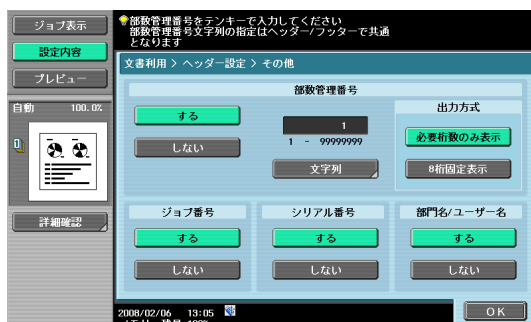 ジョブ表示
設定内容
プレビュー
自動 100.0%
詳細確認
部数管理番号をテンキーで入力してください
部数管理番号文字列の指定はヘッダー/フッターで共通
となります
文書利用 > ヘッダー設定 > その他
部数管理番号
する
しない
1
1 - 99999999
文字列
出力方式
必要桁数のみ表示
8桁固定表示
ジョブ番号
する
しない
シリアル番号
する
しない
部門名/ユーザー名
する
しない
2008/02/06 13:05
OK